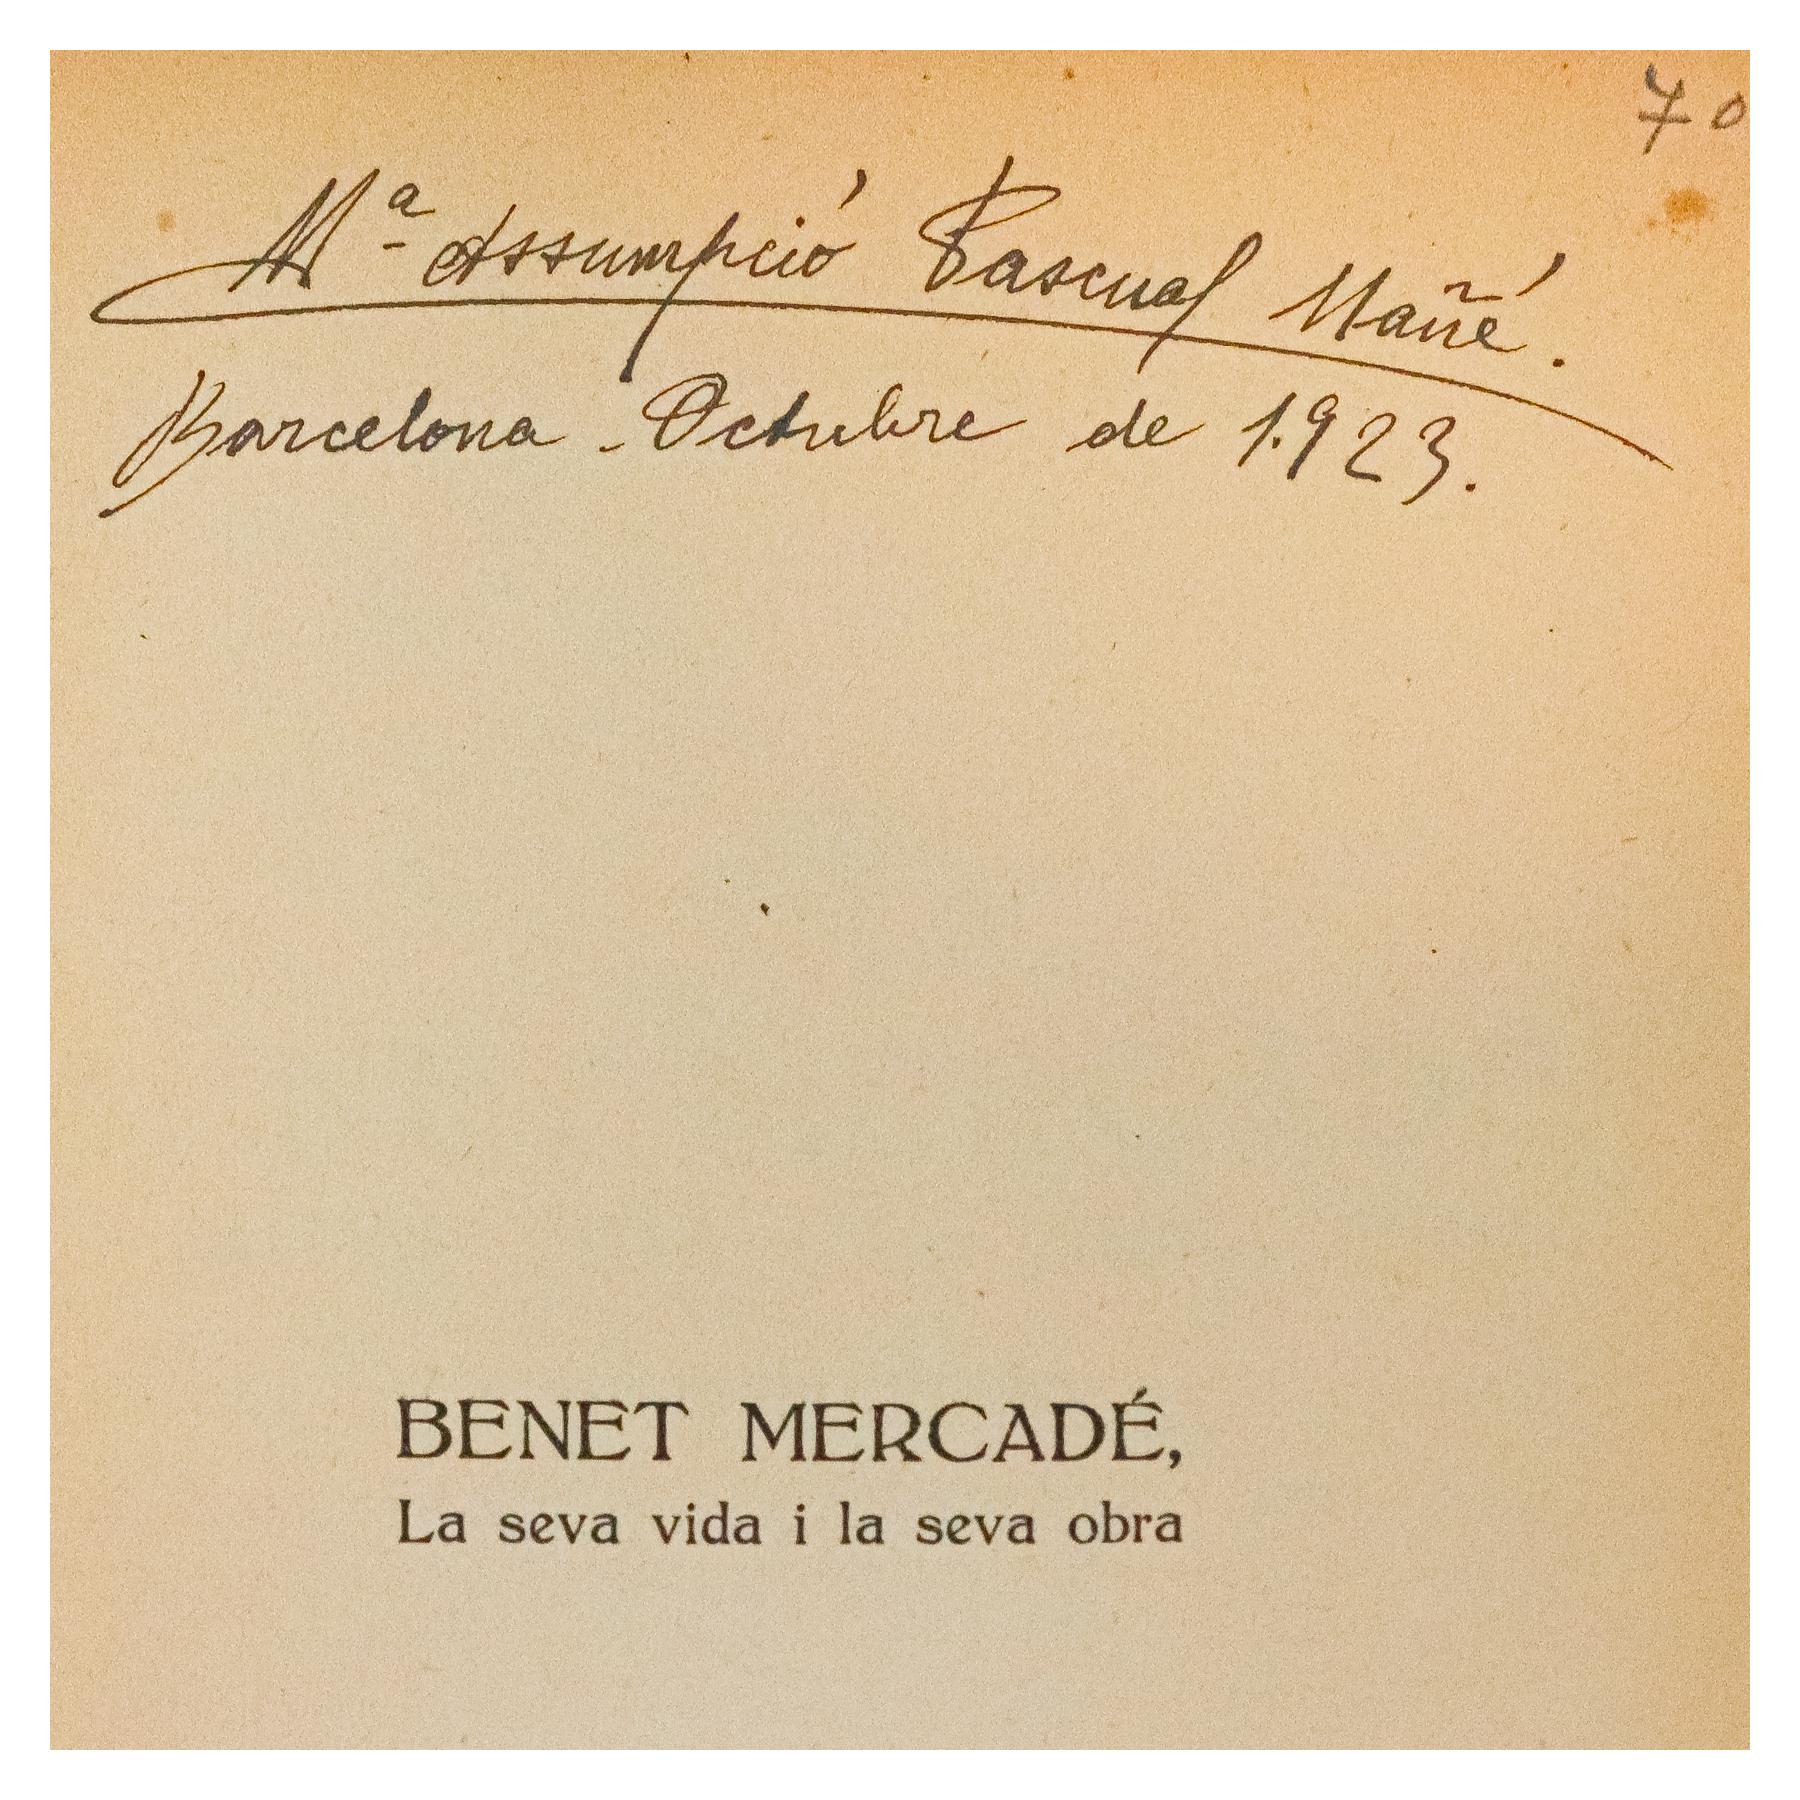 70
Mª Assumpció Pascual Mañé.
Barcelona - Octubre de 1.923.
BENET MERCADÉ,
La seva vida i la seva obra